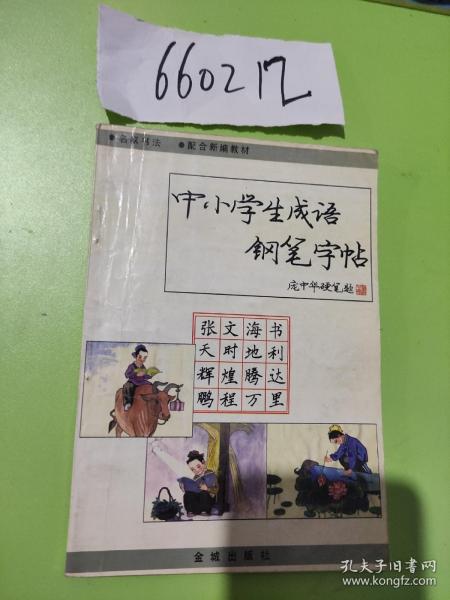 660217
●名家书法 ●配合新编教材
中小学生成语
钢笔字帖
庞中华硬笔题
张文海书
天时地利
辉煌腾达
鹏程万里
金城出版社
孔夫子旧书网
www.kongfz.com